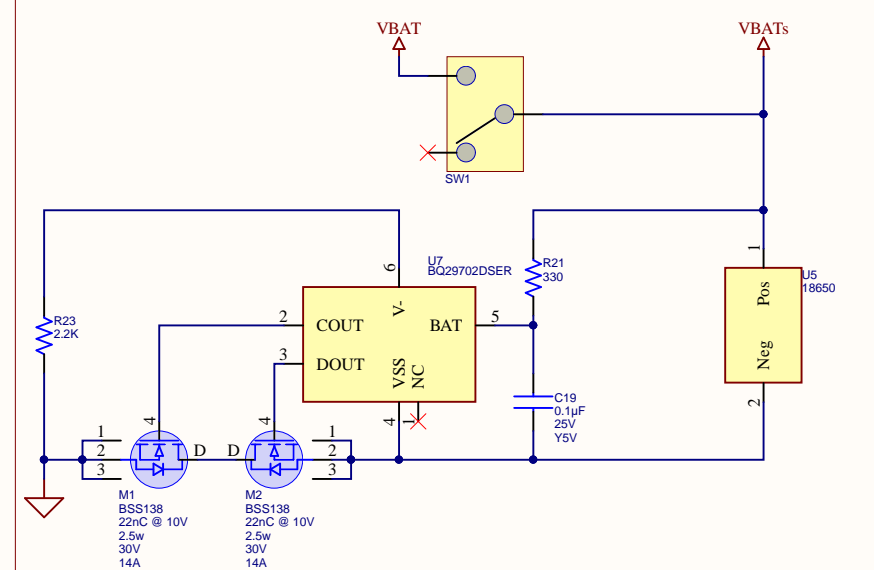 VBAT
VBATs
SW1
U7
BQ29702DSER
R21
330
U5
18650
1
Pos
Neg
2
6
V-
2
COUT
BAT
5
3
DOUT
VSS
NC
4
1
R23
2.2K
C19
0.1µF
25V
Y5V
4
4
1
2
3
D
D
1
2
3
M1
BSS138
22nC @ 10V
2.5w
30V
14A
M2
BSS138
22nC @ 10V
2.5w
30V
14A